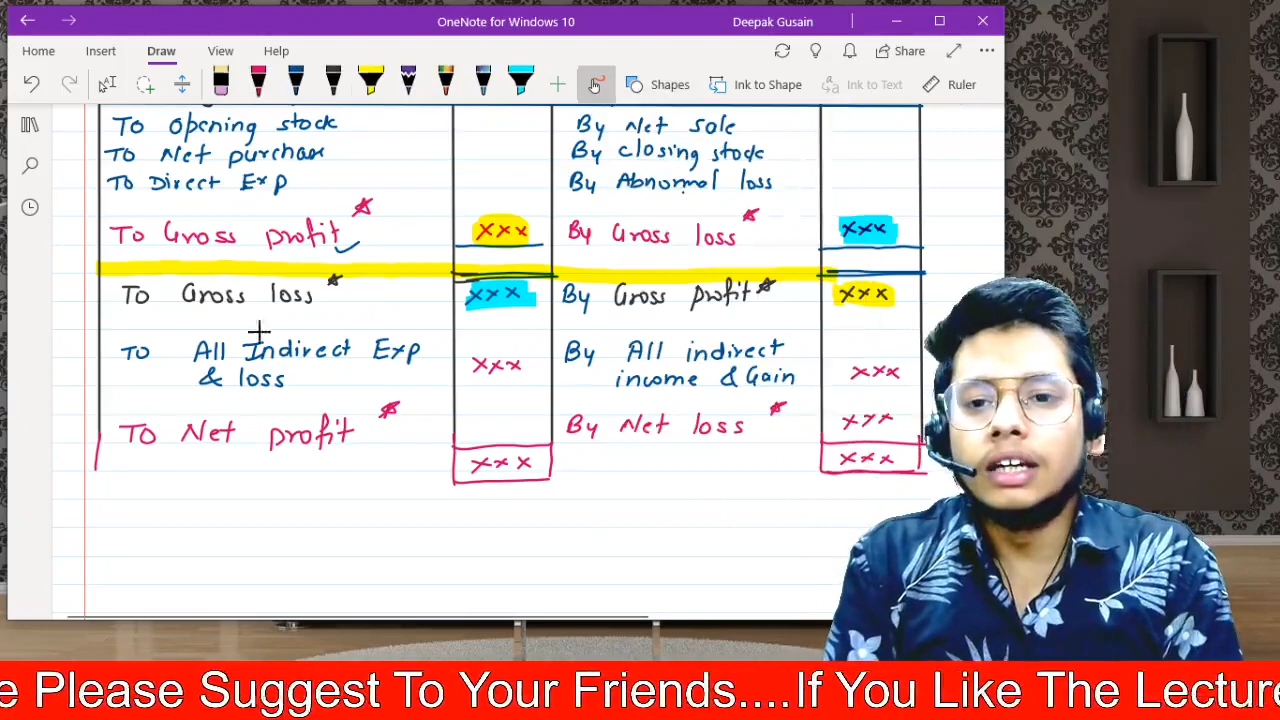 OneNote for Windows 10
Deepak Gusain
Home Insert Draw View Help
Share
Shapes Ink to Shape Ink to Text Ruler
To Opening stock
By Net sale
To Net purchase
By closing stock
To Direct Exp
By Abnormal loss
To Gross profit xxx
By Gross loss xxx
To Gross loss xxx
By Gross profit xxx
To All Indirect Exp
& loss xxx
By All indirect
income & Gain xxx
To Net profit
By Net loss xxx
xxx
xxx
e Please Suggest To Your Friends....If You Like The Lecture